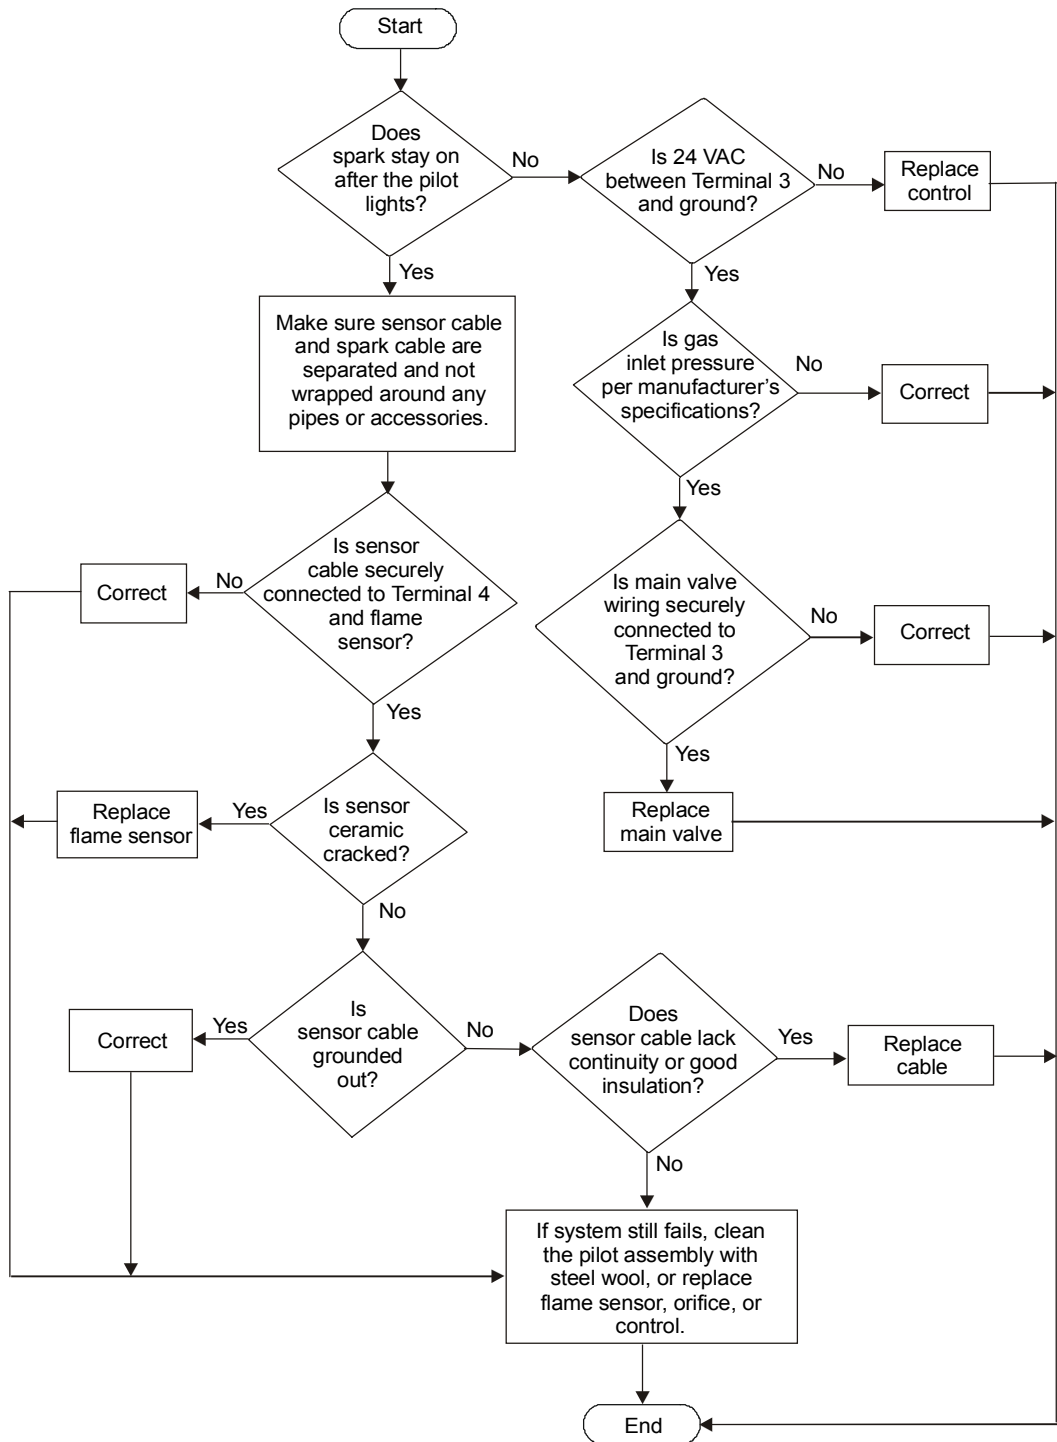 Start
Does
spark stay on
after the pilot
lights?
No
Is 24 VAC
between Terminal 3
and ground?
No
Replace
control
Yes
Yes
Make sure sensor cable
and spark cable are
separated and not
wrapped around any
pipes or accessories.
Is gas
inlet pressure
per manufacturer's
specifications?
No
Correct
Yes
Is sensor
cable securely
connected to Terminal 4
and flame
sensor?
No
Correct
Is main valve
wiring securely
connected to
Terminal 3
and ground?
No
Correct
Yes
Yes
Replace
main valve
Is sensor
ceramic
cracked?
Yes
Replace
flame sensor
No
Is
sensor cable
grounded
out?
Yes
Correct
No
Does
sensor cable lack
continuity or good
insulation?
Yes
Replace
cable
No
If system still fails, clean
the pilot assembly with
steel wool, or replace
flame sensor, orifice, or
control.
End